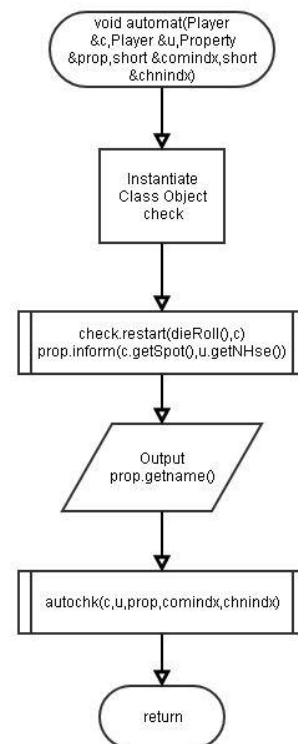 void automat(Player
&c,Player &u,Property
&prop,short &comindx,short
&chnindx)
Instantiate
Class Object
check
check.restart(dieRoll(),c)
prop.inform(c.getSpot(),u.getNHse())
Output
prop.getname()
autochk(c,u,prop,comindx,chnindx)
return